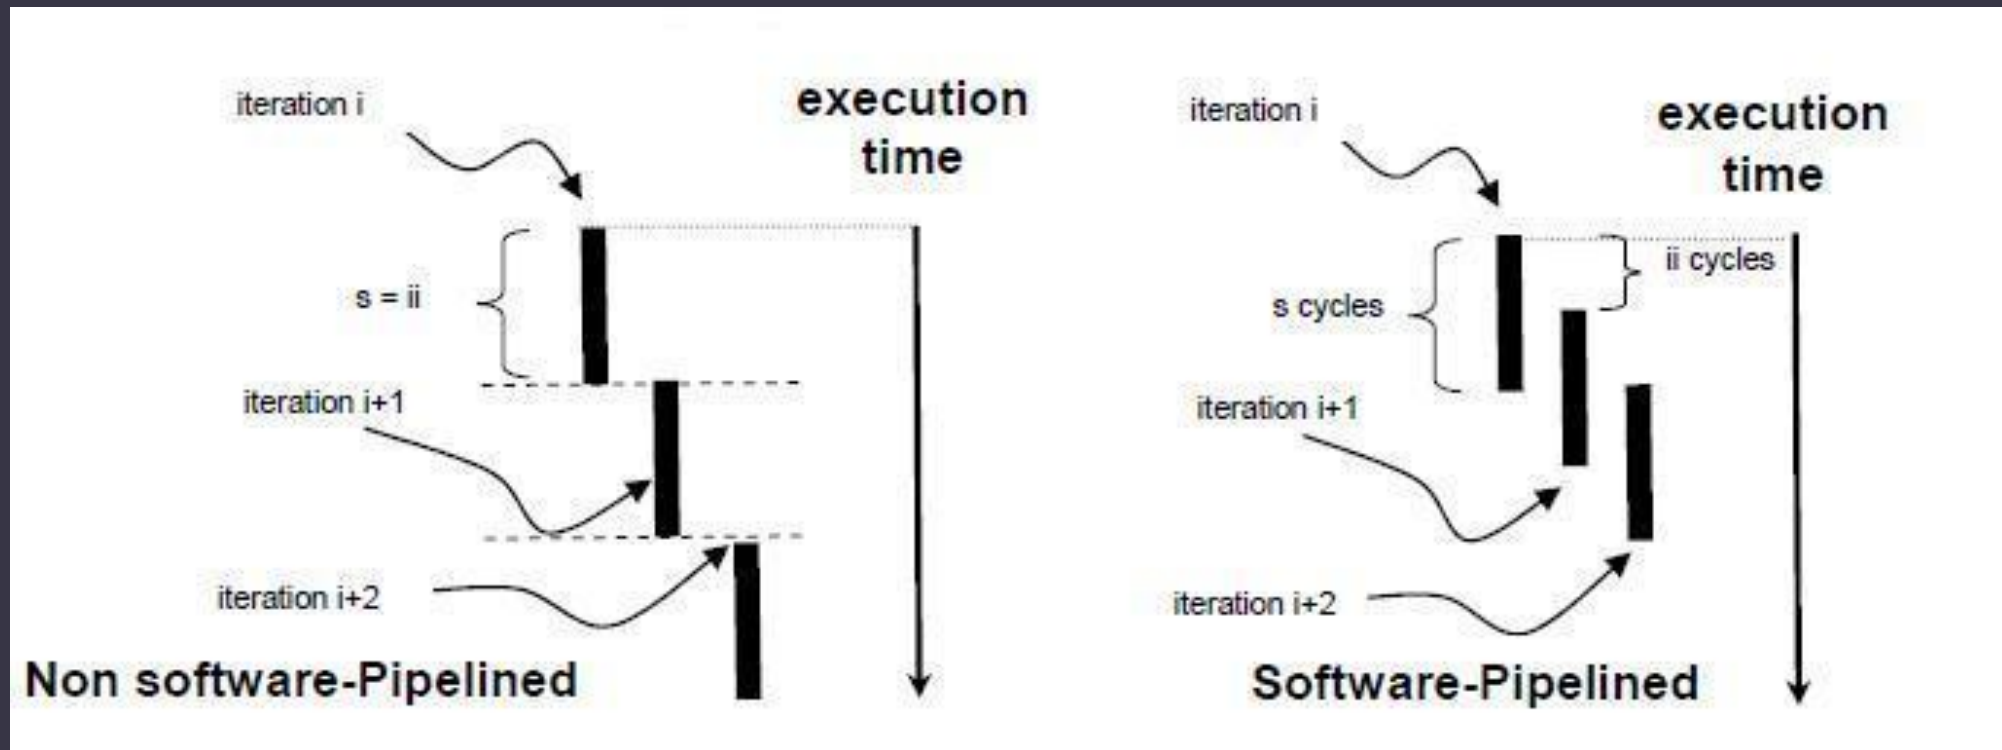 iteration i
execution
time
s = ii
iteration i+1
iteration i+2
Non software-Pipelined
iteration i
execution
time
ii cycles
s cycles
iteration i+1
iteration i+2
Software-Pipelined